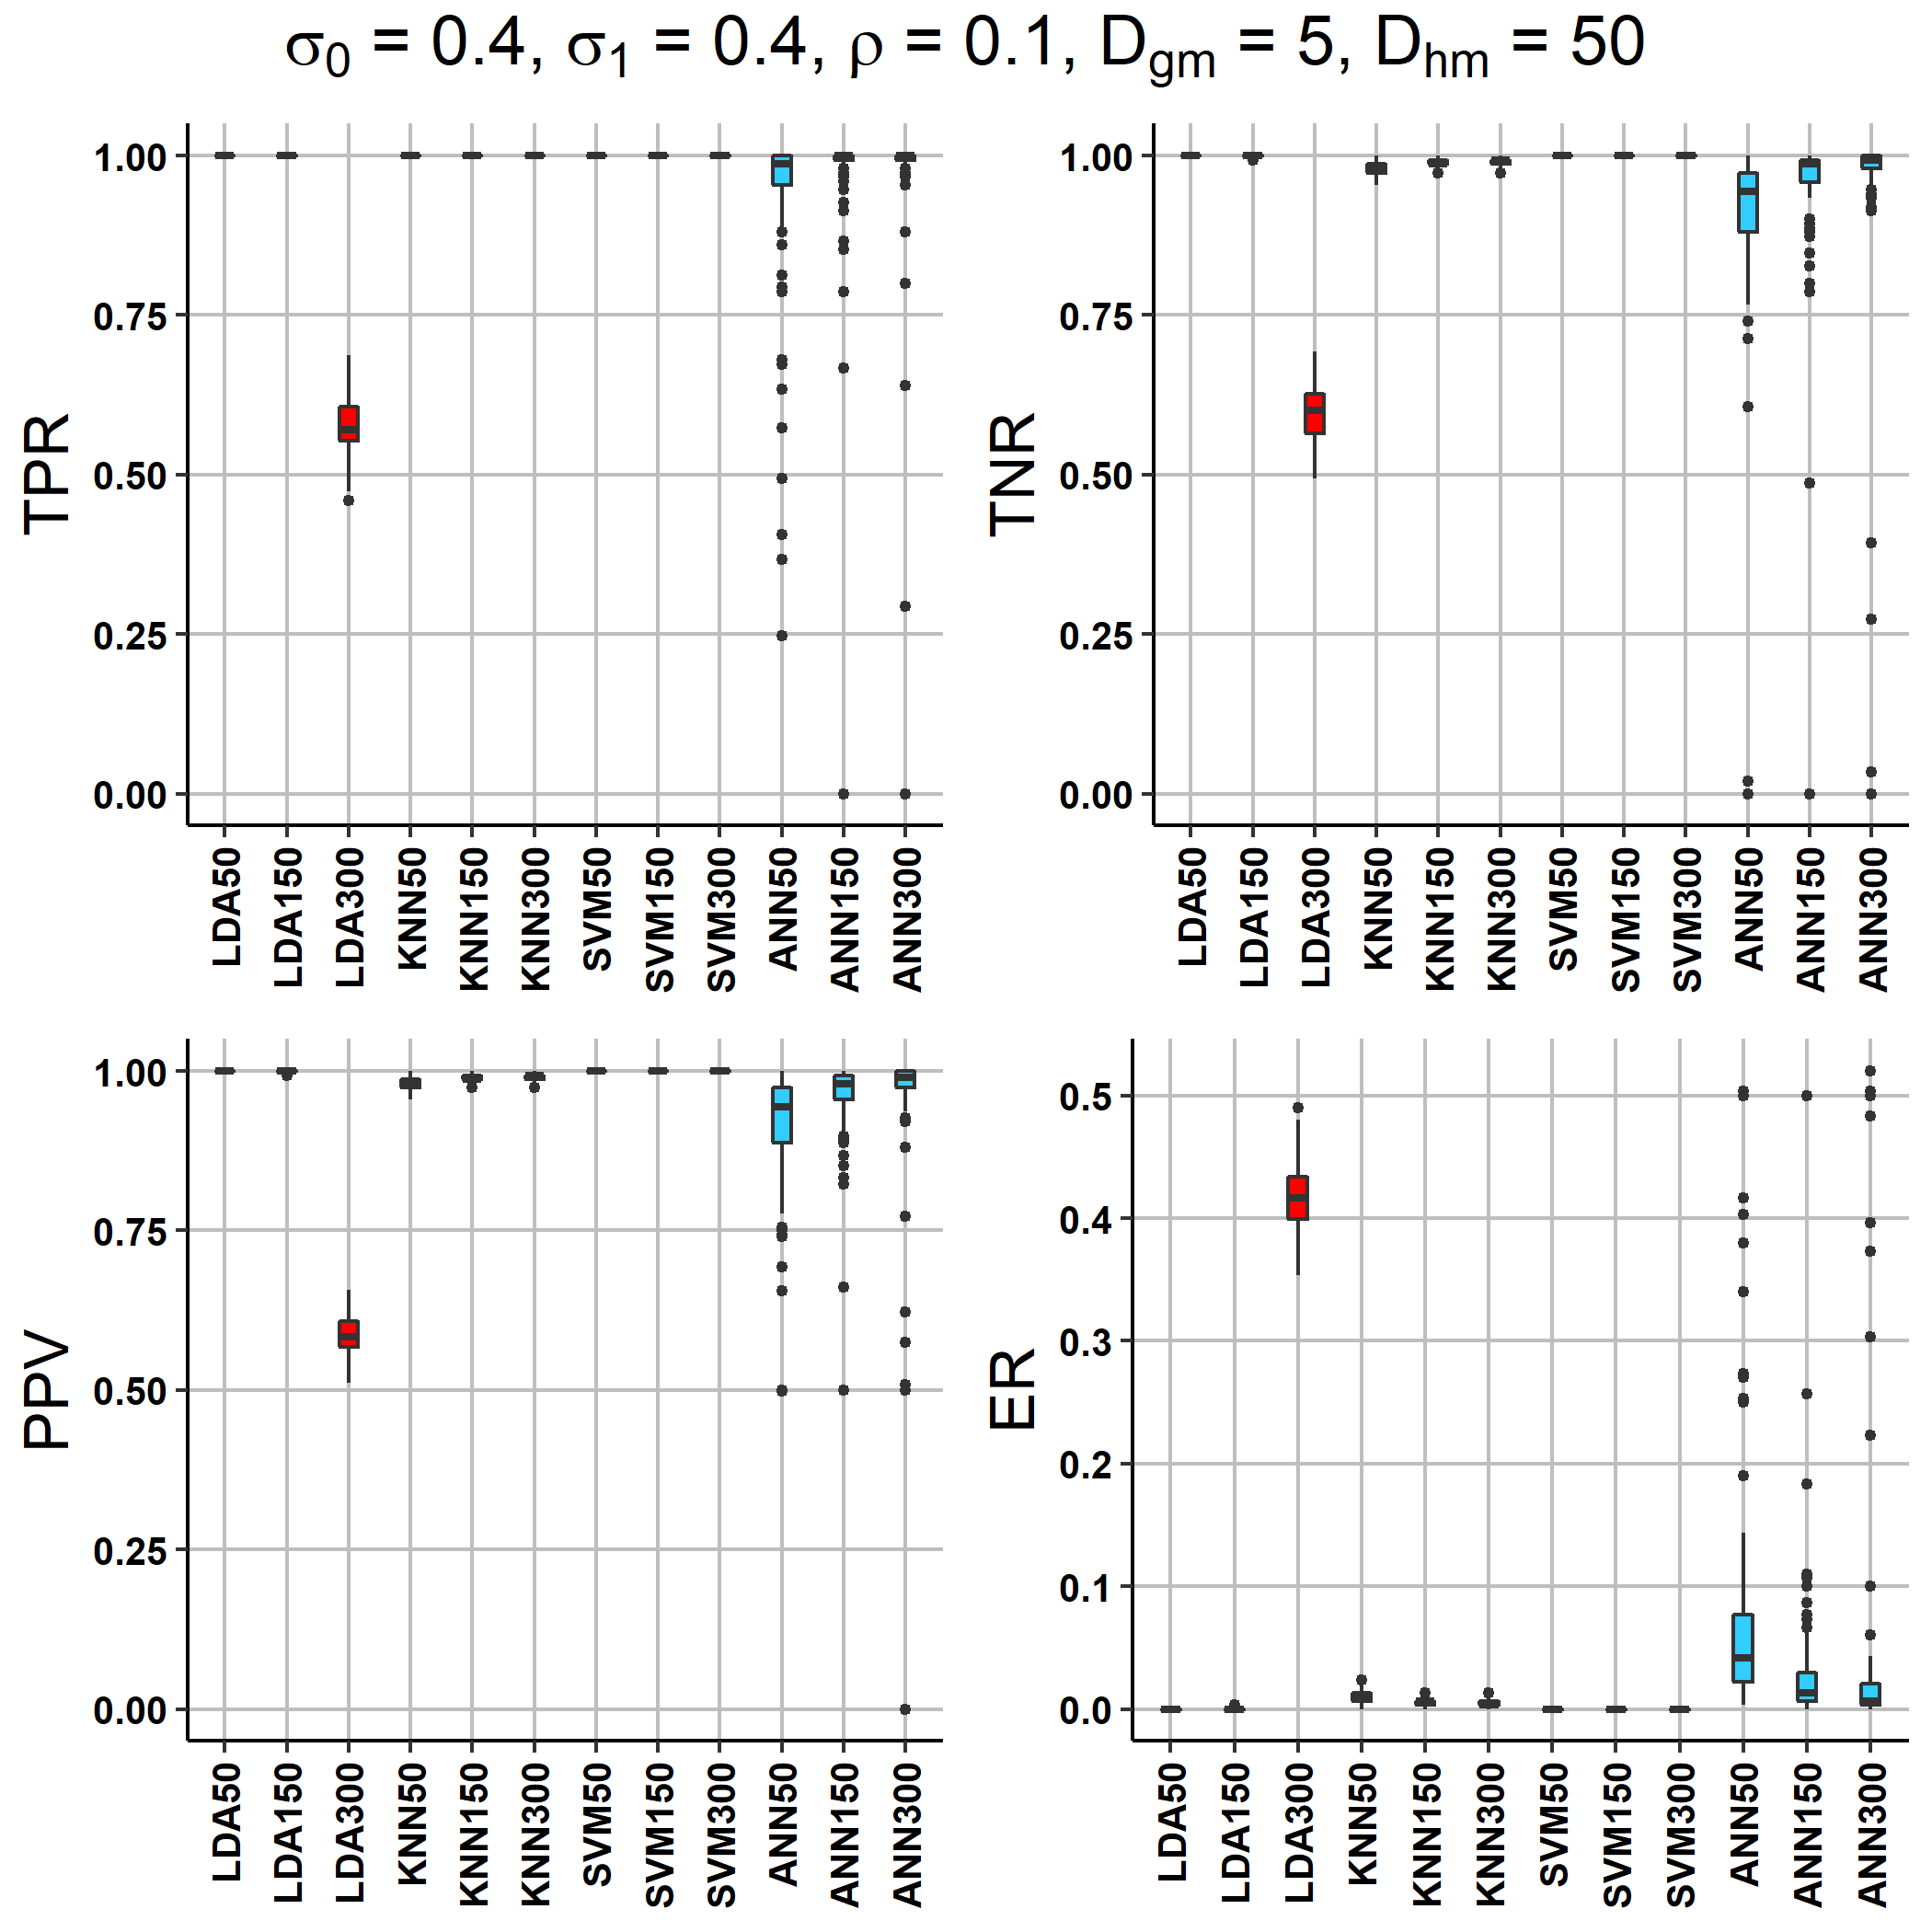 σ0 = 0.4, σ1 = 0.4, ρ = 0.1, Dgm = 5, Dhm = 50
TPR
1.00
0.75
0.50
0.25
0.00
LDA50
LDA150
LDA300
KNN50
KNN150
KNN300
SVM50
SVM150
SVM300
ANN50
ANN150
ANN300
TNR
1.00
0.75
0.50
0.25
0.00
LDA50
LDA150
LDA300
KNN50
KNN150
KNN300
SVM50
SVM150
SVM300
ANN50
ANN150
ANN300
PPV
1.00
0.75
0.50
0.25
0.00
LDA50
LDA150
LDA300
KNN50
KNN150
KNN300
SVM50
SVM150
SVM300
ANN50
ANN150
ANN300
ER
0.5
0.4
0.3
0.2
0.1
0.0
LDA50
LDA150
LDA300
KNN50
KNN150
KNN300
SVM50
SVM150
SVM300
ANN50
ANN150
ANN300